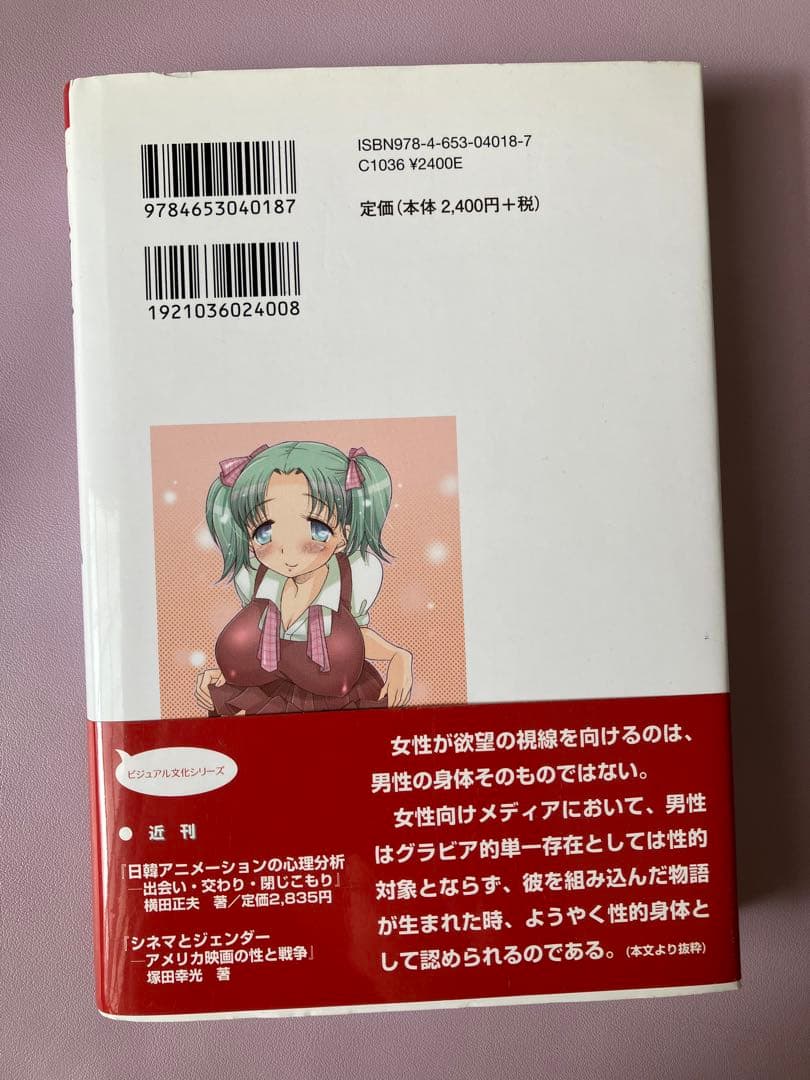 ISBN978-4-653-04018-7
C1036 ¥2400E
9784653040187
定価(本体 2,400円＋税)
1921036024008
ビジュアル文化シリーズ
● 近 刊
『日韓アニメーションの心理分析
―出会い・交わり・閉じこもり』
横田正夫 著／定価2,835円
『シネマとジェンダー
―アメリカ映画の性と戦争』
塚田幸光 著
女性が欲望の視線を向けるのは、
男性の身体そのものではない。
女性向けメディアにおいて、男性
はグラビア的単一存在としては性的
対象とならず、彼を組み込んだ物語
が生まれた時、ようやく性的身体と
して認められるのである。(本文より抜粋)